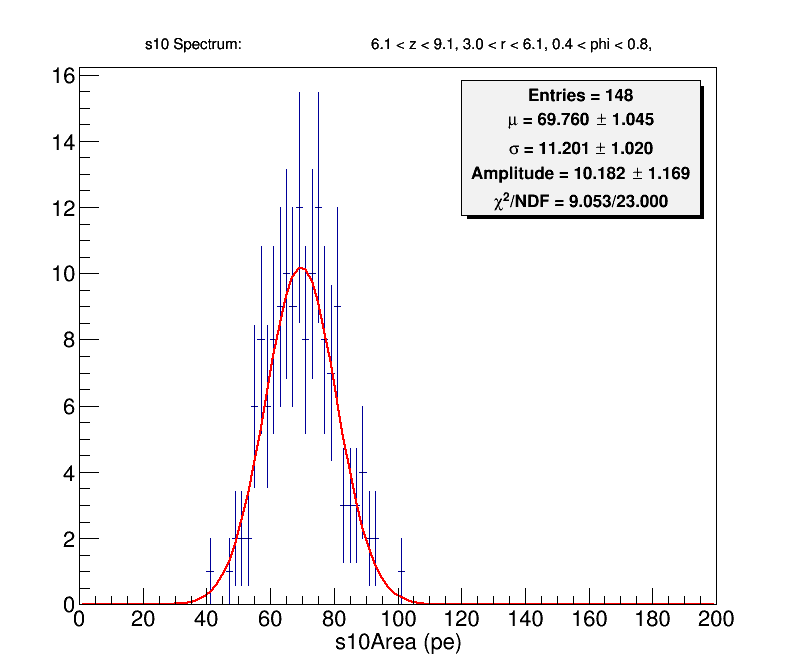 s10 Spectrum: 6.1 < z < 9.1, 3.0 < r < 6.1, 0.4 < phi < 0.8,
Entries = 148
μ = 69.760 ± 1.045
σ = 11.201 ± 1.020
Amplitude = 10.182 ± 1.169
χ²/NDF = 9.053/23.000
16
14
12
10
8
6
4
2
0
0 20 40 60 80 100 120 140 160 180 200
s10Area (pe)